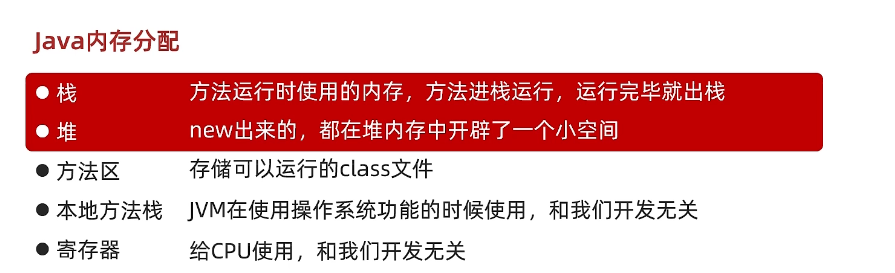 Java内存分配
● 栈 方法运行时使用的内存，方法进栈运行，运行完毕就出栈
● 堆 new出来的，都在堆内存中开辟了一个小空间
● 方法区 存储可以运行的class文件
● 本地方法栈 JVM在使用操作系统功能的时候使用，和我们开发无关
● 寄存器 给CPU使用，和我们开发无关